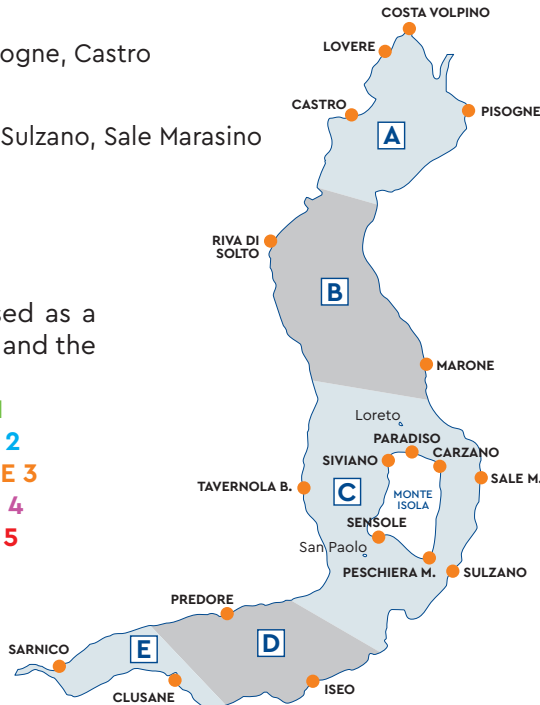 COSTA VOLPINO
LOVERE
ogne, Castro
CASTRO
PISOGNE
A
Sulzano, Sale Marasino
RIVA DI
SOLTO
B
sed as a
and the
MARONE
1
2
E 3
4
5
Loreto
PARADISO
CARZANO
SIVIANO
SALE M.
TAVERNOLA B.
C
MONTE
ISOLA
SENSOLE
San Paolo
PESCHIERA M.
SULZANO
PREDORE
SARNICO
E
D
CLUSANE
ISEO